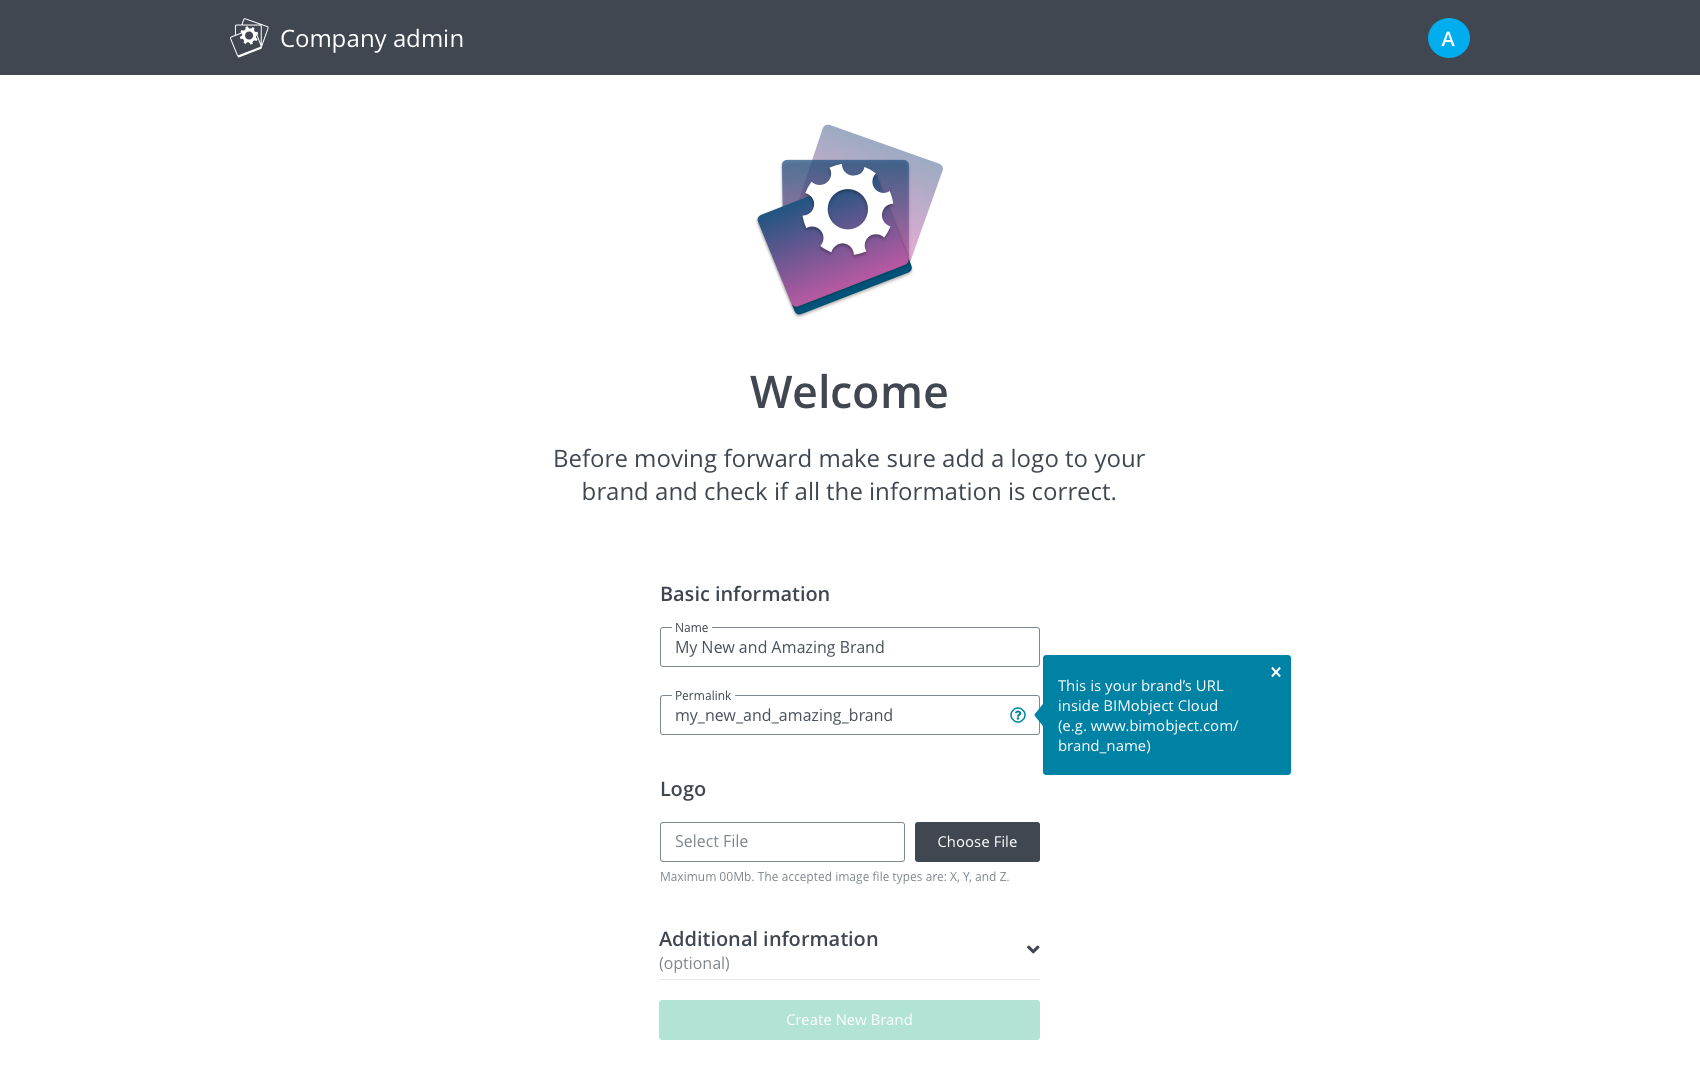 Company admin
A
Welcome
Before moving forward make sure add a logo to your
brand and check if all the information is correct.
Basic information
Name
My New and Amazing Brand
Permalink
my_new_and_amazing_brand
?
This is your brand’s URL
inside BIMobject Cloud
(e.g. www.bimobject.com/
brand_name)
Logo
Select File
Choose File
Maximum 00Mb. The accepted image file types are: X, Y, and Z.
Additional information
(optional)
Create New Brand